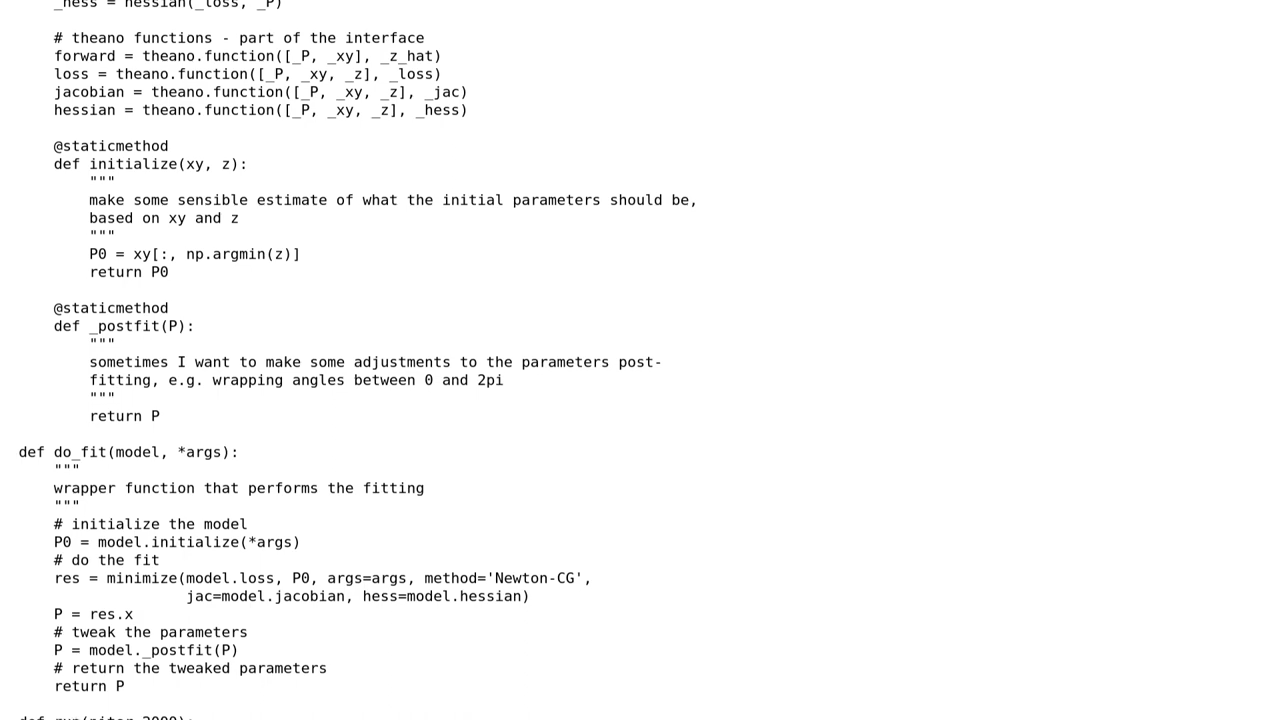 _hess = hessian(_loss, _P)
# theano functions - part of the interface
forward = theano.function([_P, _xy], _z_hat)
loss = theano.function([_P, _xy, _z], _loss)
jacobian = theano.function([_P, _xy, _z], _jac)
hessian = theano.function([_P, _xy, _z], _hess)
@staticmethod
def initialize(xy, z):
"""
make some sensible estimate of what the initial parameters should be,
based on xy and z
"""
P0 = xy[:, np.argmin(z)]
return P0
@staticmethod
def _postfit(P):
"""
sometimes I want to make some adjustments to the parameters post-
fitting, e.g. wrapping angles between 0 and 2pi
"""
return P
def do_fit(model, *args):
"""
wrapper function that performs the fitting
"""
# initialize the model
P0 = model.initialize(*args)
# do the fit
res = minimize(model.loss, P0, args=args, method='Newton-CG',
jac=model.jacobian, hess=model.hessian)
P = res.x
# tweak the parameters
P = model._postfit(P)
# return the tweaked parameters
return P